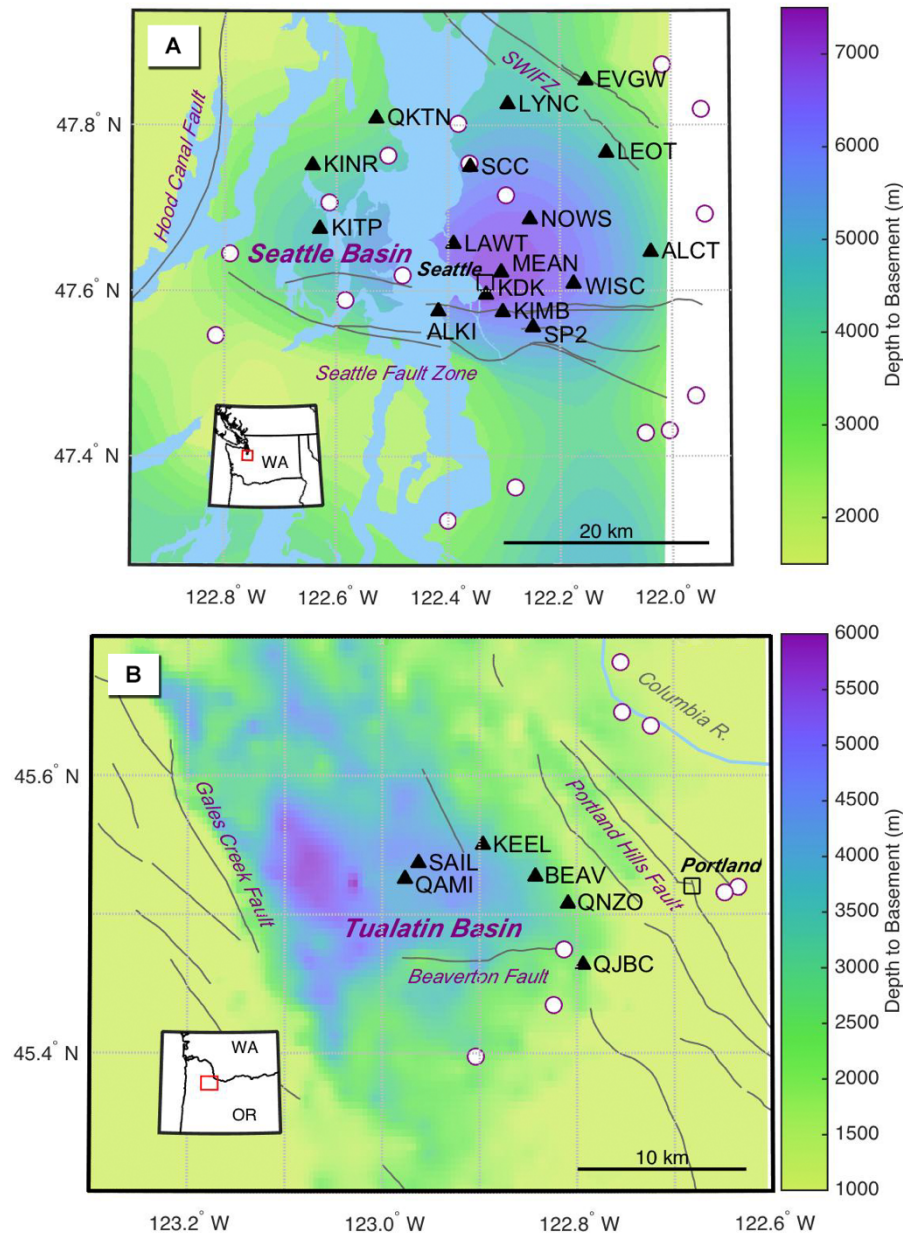 A
EVGW
SWIFZ
LYNC
QKTN
47.8° N
LEOT
Hood Canal Fault
KINR
SCC
NOWS
KITP
LAWT
ALCT
Seattle Basin
Seattle
MEAN
WISC
KDK
47.6° N
KIMB
ALKI
SP2
Seattle Fault Zone
WA
47.4° N
20 km
122.8° W
122.6° W
122.4° W
122.2° W
122.0° W
7000
6000
5000
4000
3000
2000
Depth to Basement (m)
B
Columbia R.
45.6° N
Gales Creek Fault
Portland Hills Fault
KEEL
SAIL
BEAV
Portland
QAMI
QNZO
Tualatin Basin
QJBC
Beaverton Fault
45.4° N
WA
OR
10 km
123.2° W
123.0° W
122.8° W
122.6° W
6000
5500
5000
4500
4000
3500
3000
2500
2000
1500
1000
Depth to Basement (m)